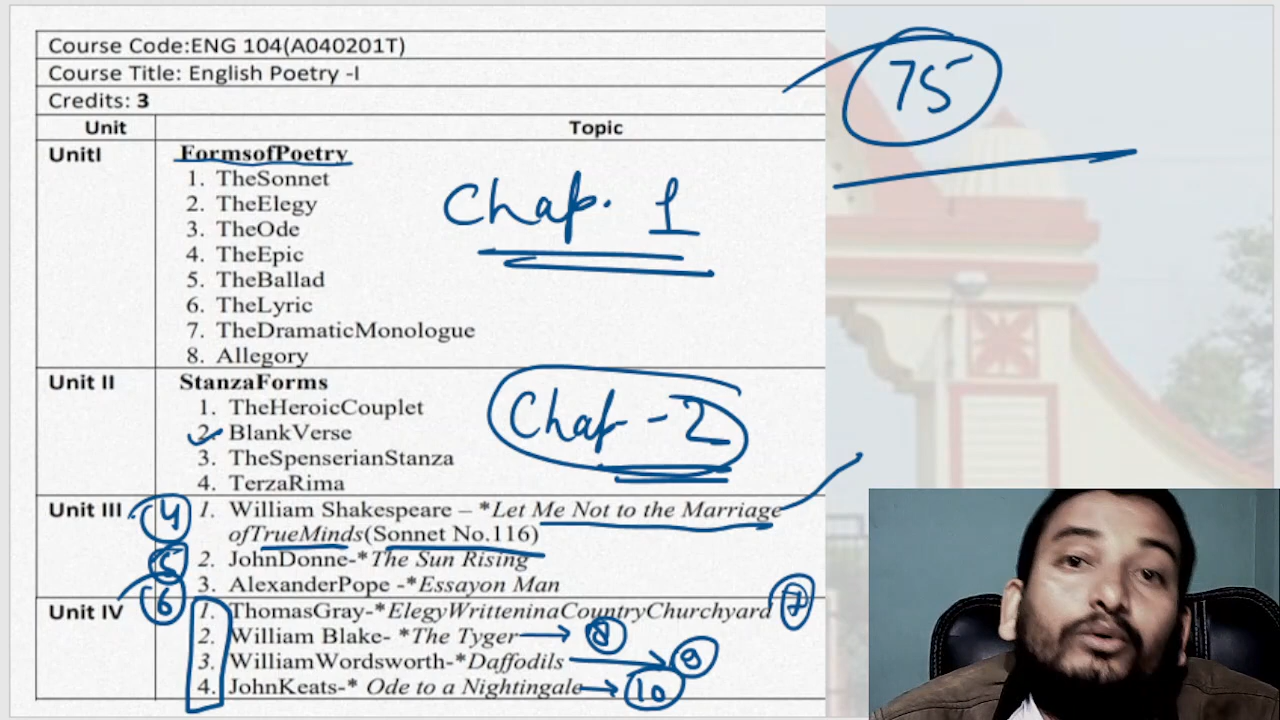 Course Code:ENG 104(A040201T)
75
Course Title: English Poetry -I
Credits: 3
Unit Topic
UnitI FormsofPoetry
1. TheSonnet
2. TheElegy
Chap. 1
3. TheOde
4. TheEpic
5. TheBallad
6. TheLyric
7. TheDramaticMonologue
8. Allegory
Unit II StanzaForms
1. TheHeroicCouplet
Chap - 2
2. BlankVerse
3. TheSpenserianStanza
4. TerzaRima
Unit III 4 1. William Shakespeare – *Let Me Not to the Marriage
ofTrueMinds(Sonnet No.116)
5 2. JohnDonne-*The Sun Rising
6 3. AlexanderPope -*Essayon Man
Unit IV 1. ThomasGray-*ElegyWritteninaCountryChurchyard 7
2. William Blake- *The Tyger 8
3. WilliamWordsworth-*Daffodils 9
4. JohnKeats-* Ode to a Nightingale 10